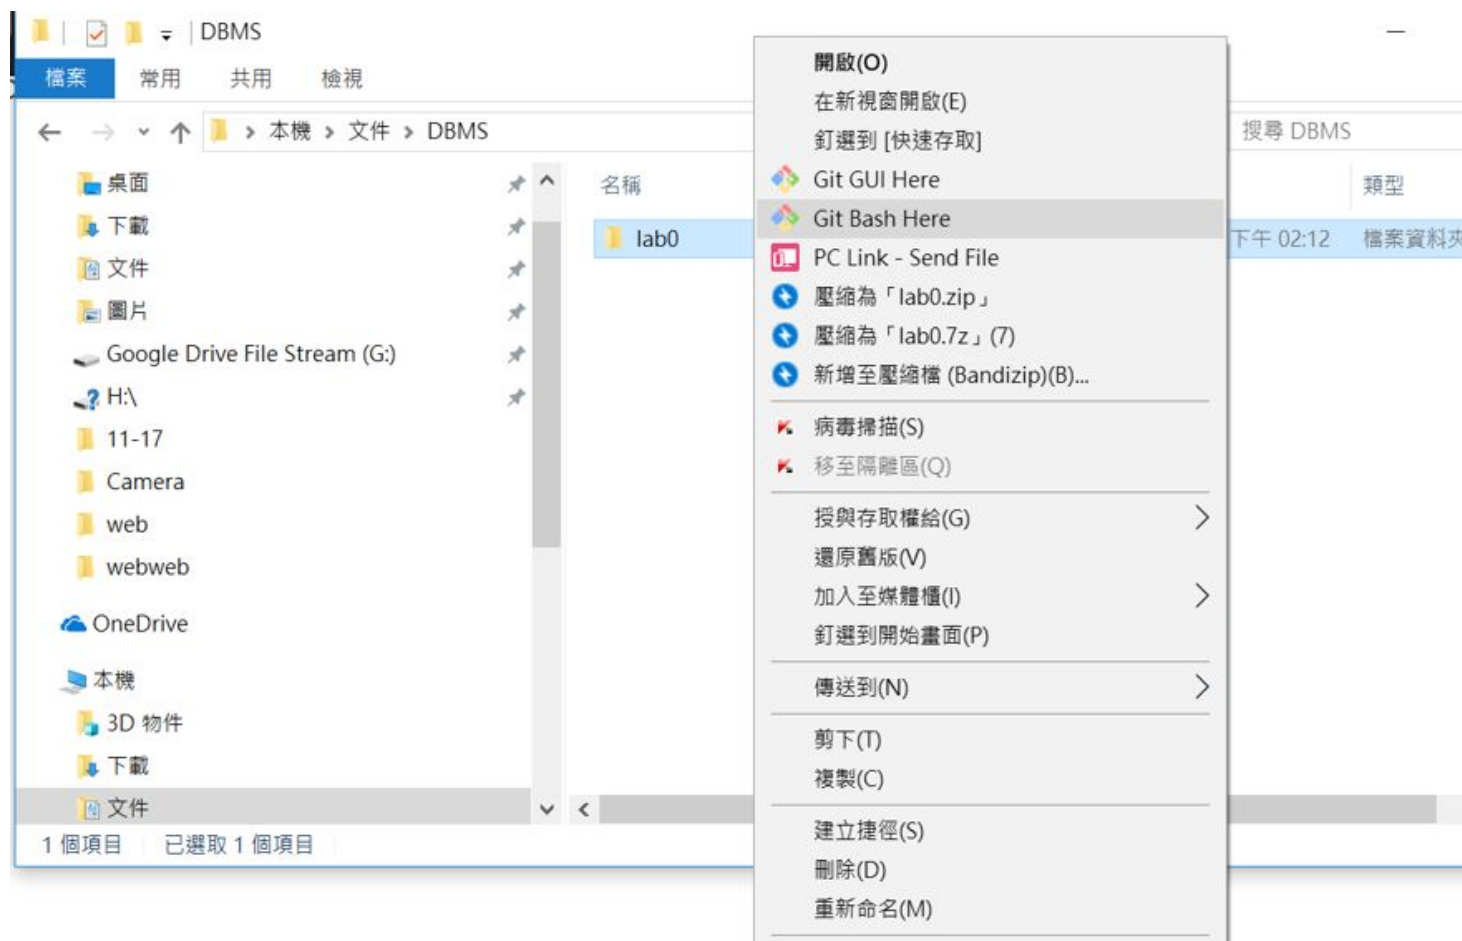 DBMS
檔案 常用 共用 檢視
本機 > 文件 > DBMS
搜尋 DBMS
桌面
下載
文件
圖片
Google Drive File Stream (G:)
H:\
11-17
Camera
web
webweb
OneDrive
本機
3D 物件
下載
文件
名稱 類型
lab0 下午 02:12 檔案資料夾
開啟(O)
在新視窗開啟(E)
釘選到 [快速存取]
Git GUI Here
Git Bash Here
PC Link - Send File
壓縮為「lab0.zip」
壓縮為「lab0.7z」(7)
新增至壓縮檔 (Bandizip)(B)...
病毒掃描(S)
移至隔離區(Q)
授與存取權給(G)
還原舊版(V)
加入至媒體櫃(I)
釘選到開始畫面(P)
傳送到(N)
剪下(T)
複製(C)
建立捷徑(S)
刪除(D)
重新命名(M)
1 個項目 已選取 1 個項目